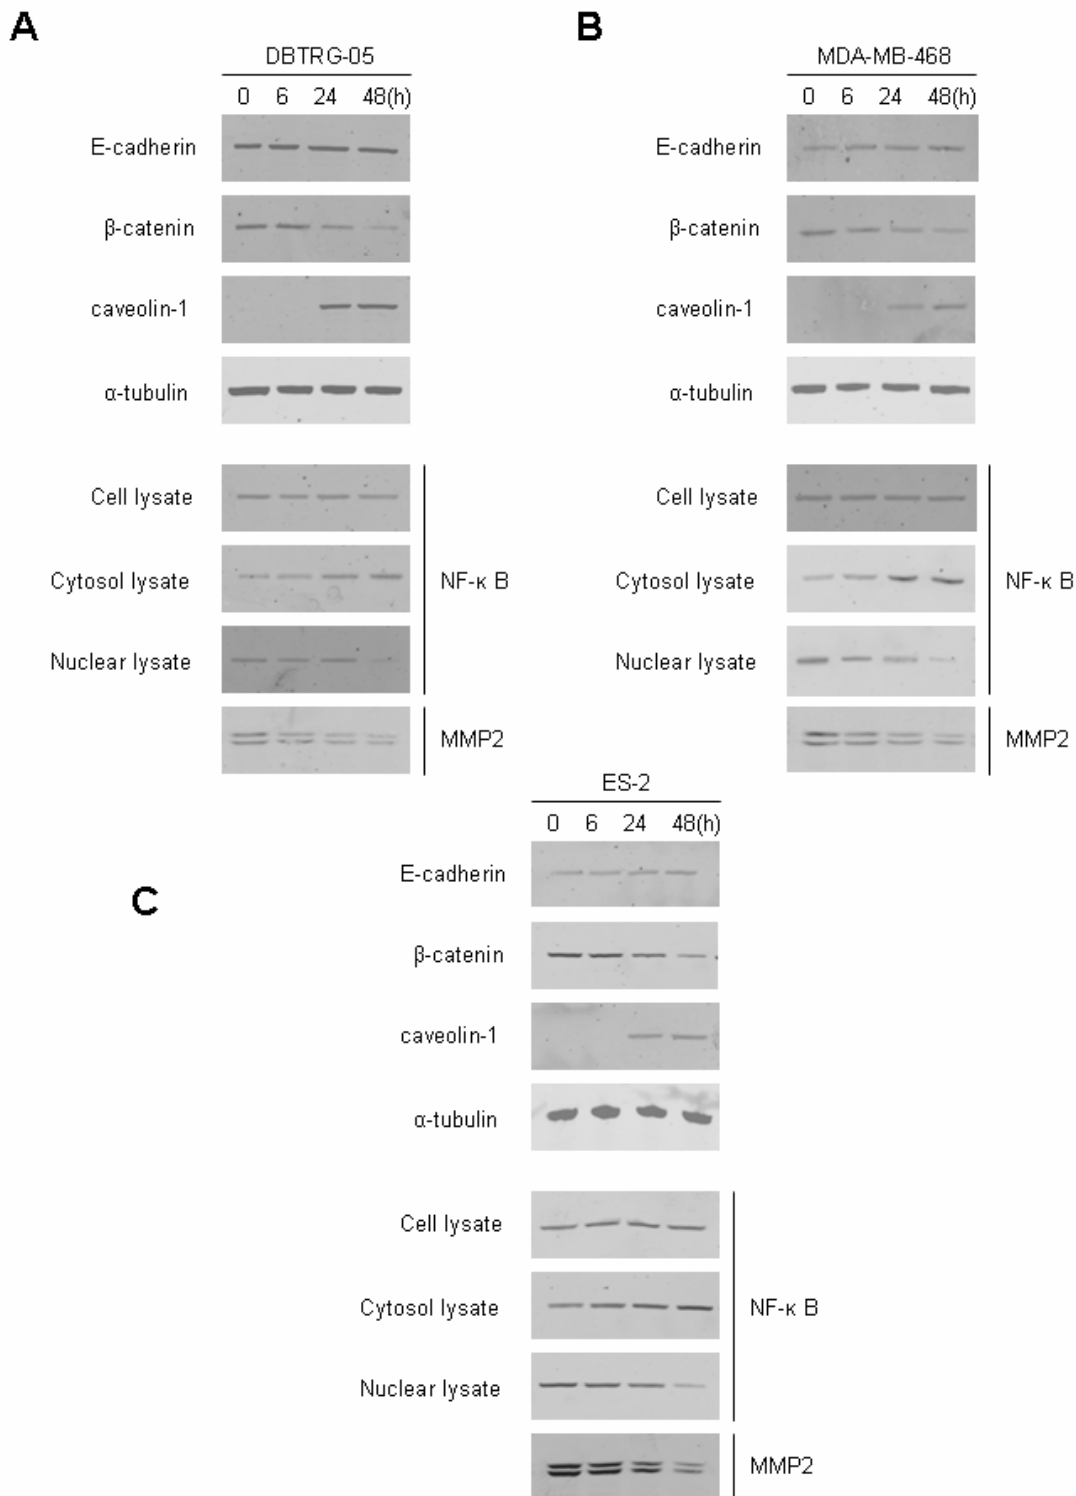 A
DBTRG-05
0 6 24 48(h)
E-cadherin
β-catenin
caveolin-1
α-tubulin
Cell lysate
Cytosol lysate
Nuclear lysate
NF-κ B
MMP2
B
MDA-MB-468
0 6 24 48(h)
E-cadherin
β-catenin
caveolin-1
α-tubulin
Cell lysate
Cytosol lysate
Nuclear lysate
NF-κ B
MMP2
C
ES-2
0 6 24 48(h)
E-cadherin
β-catenin
caveolin-1
α-tubulin
Cell lysate
Cytosol lysate
Nuclear lysate
NF-κ B
MMP2